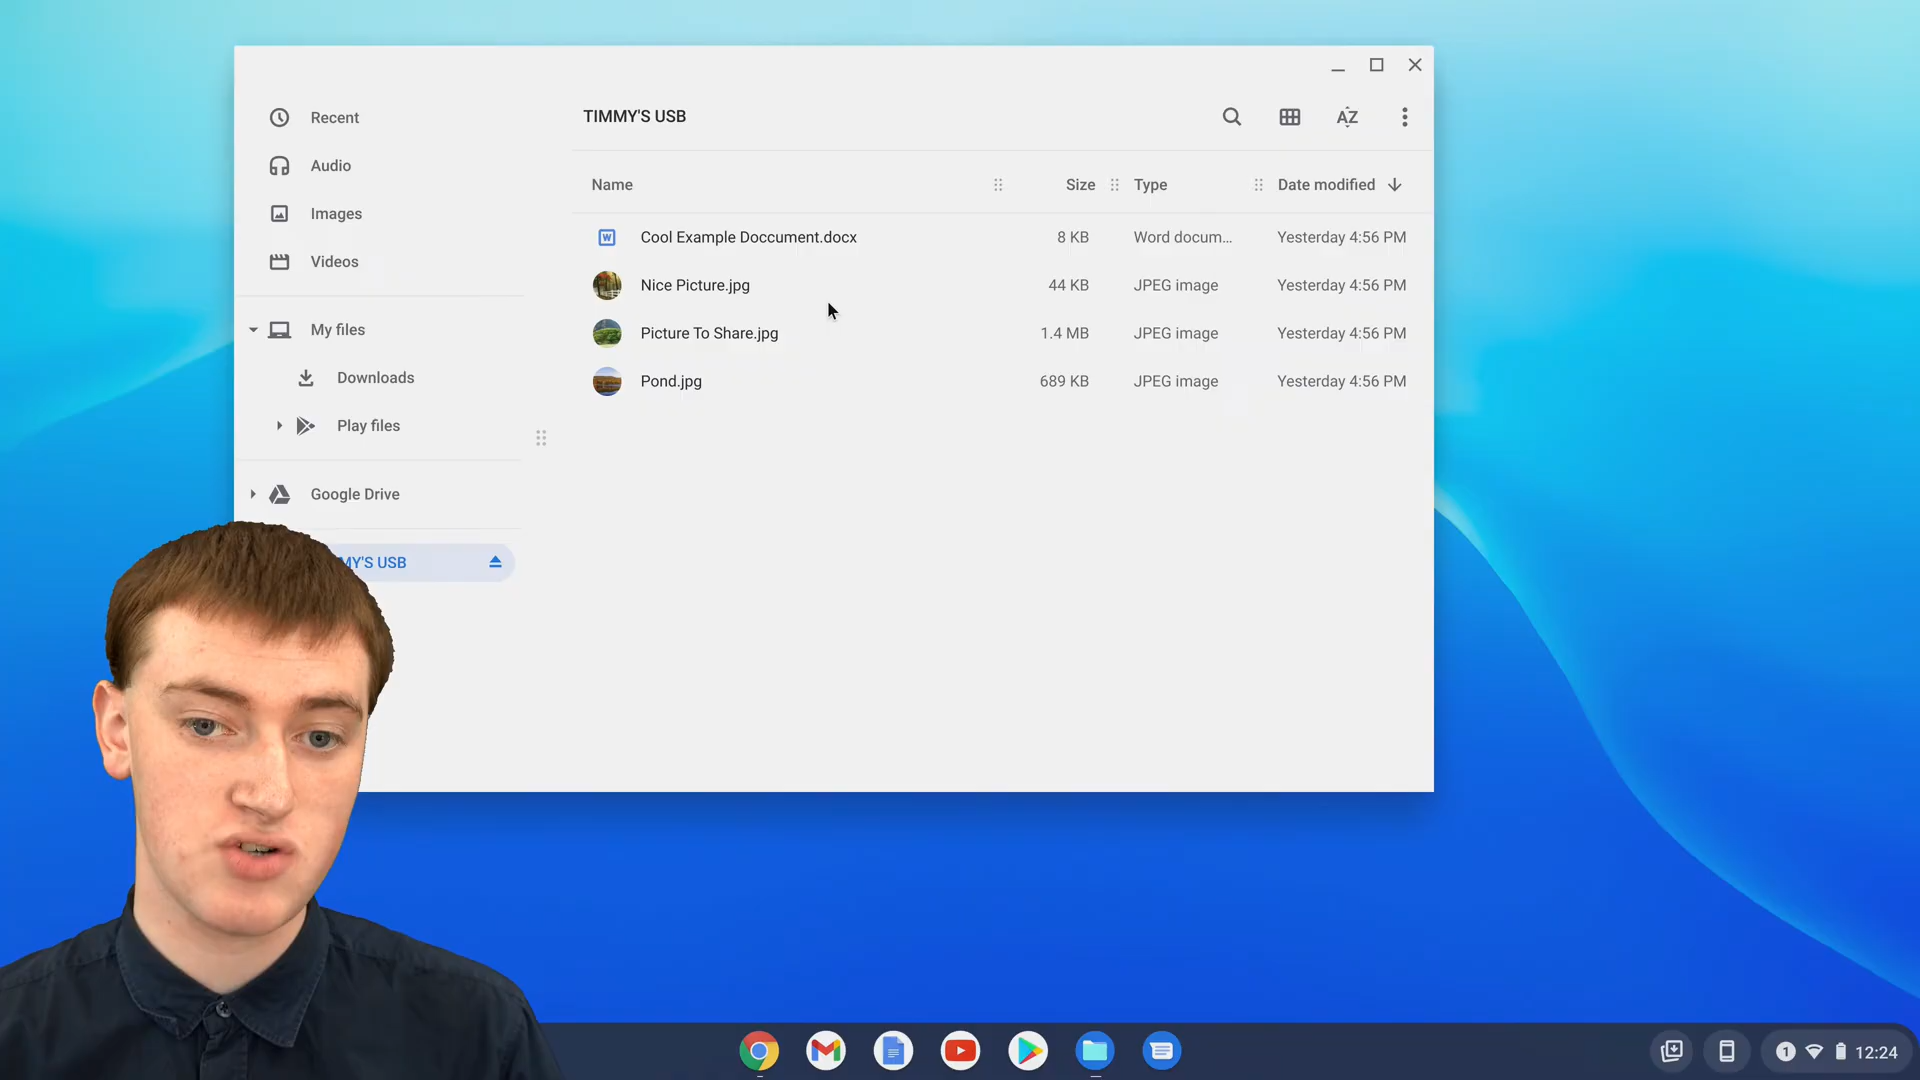 Recent
Audio
Images
Videos
My files
Downloads
Play files
Google Drive
MY'S USB
TIMMY'S USB
AZ
Name Size Type Date modified
W Cool Example Doccument.docx 8 KB Word docum... Yesterday 4:56 PM
Nice Picture.jpg 44 KB JPEG image Yesterday 4:56 PM
Picture To Share.jpg 1.4 MB JPEG image Yesterday 4:56 PM
Pond.jpg 689 KB JPEG image Yesterday 4:56 PM
1 12:24